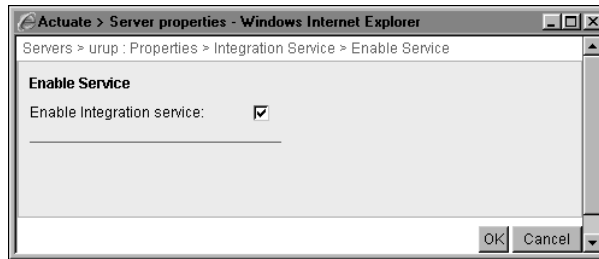 Actuate > Server properties - Windows Internet Explorer
Servers > urup : Properties > Integration Service > Enable Service
Enable Service
Enable Integration service:
OK Cancel